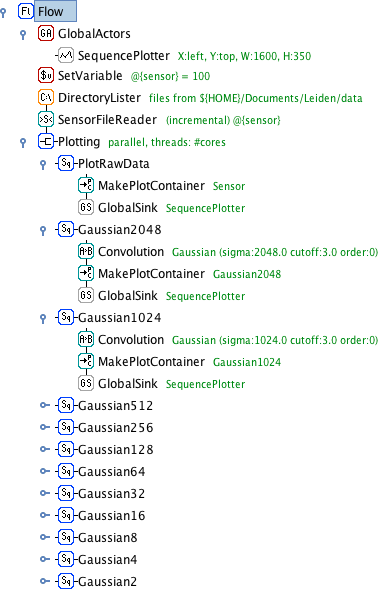 Fl Flow
GA GlobalActors
SequencePlotter X:left, Y:top, W:1600, H:350
$v SetVariable @{sensor} = 100
C:\ DirectoryLister files from ${HOME}/Documents/Leiden/data
>S> SensorFileReader (incremental) @{sensor}
Plotting parallel, threads: #cores
Sq PlotRawData
MakePlotContainer Sensor
GS GlobalSink SequencePlotter
Sq Gaussian2048
A>B Convolution Gaussian (sigma:2048.0 cutoff:3.0 order:0)
MakePlotContainer Gaussian2048
GS GlobalSink SequencePlotter
Sq Gaussian1024
A>B Convolution Gaussian (sigma:1024.0 cutoff:3.0 order:0)
MakePlotContainer Gaussian1024
GS GlobalSink SequencePlotter
Sq Gaussian512
Sq Gaussian256
Sq Gaussian128
Sq Gaussian64
Sq Gaussian32
Sq Gaussian16
Sq Gaussian8
Sq Gaussian4
Sq Gaussian2